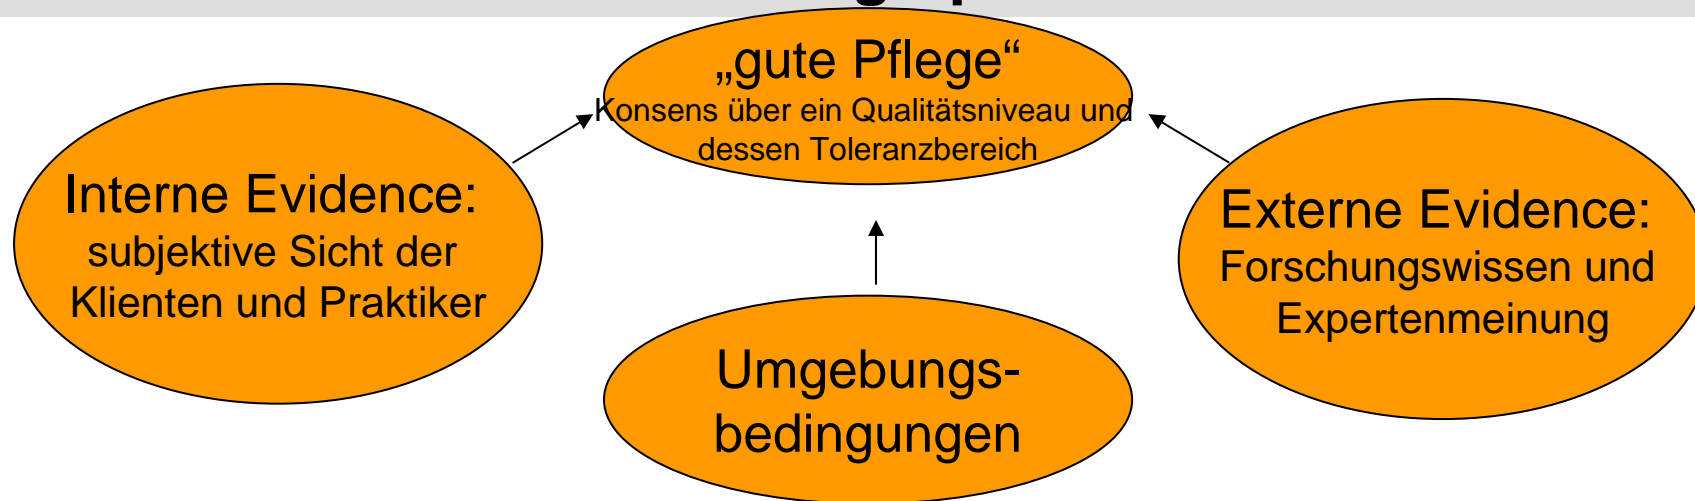 „gute Pflege“
Konsens über ein Qualitätsniveau und
dessen Toleranzbereich
Interne Evidence:
subjektive Sicht der
Klienten und Praktiker
Externe Evidence:
Forschungswissen und
Expertenmeinung
Umgebungs-
bedingungen